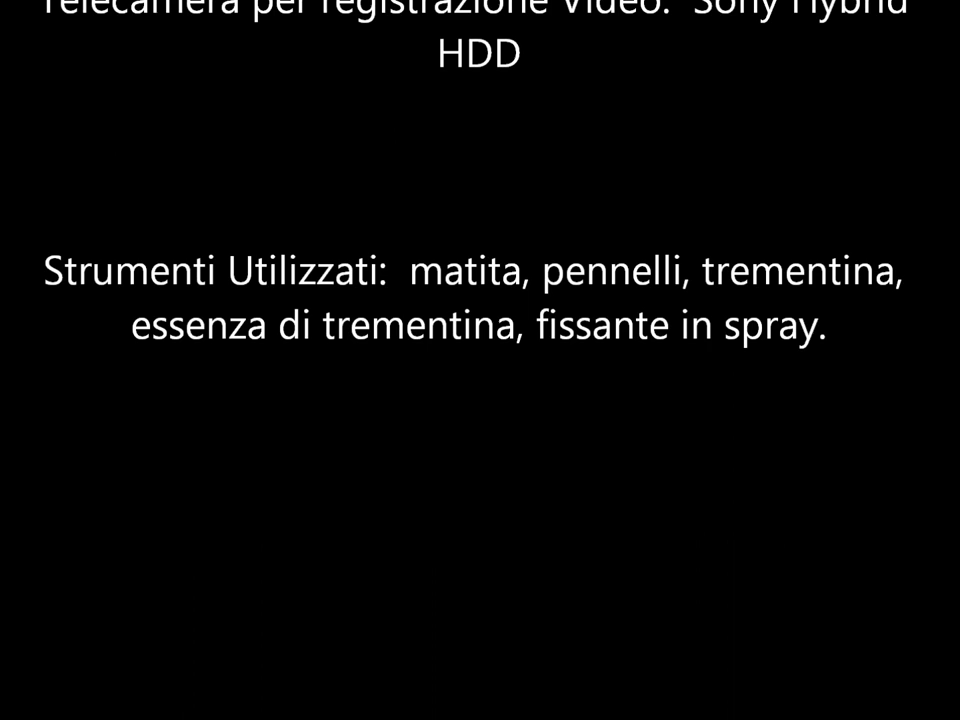 Telecamera per registrazione Video: Sony Hybrid
HDD
Strumenti Utilizzati: matita, pennelli, trementina,
essenza di trementina, fissante in spray.